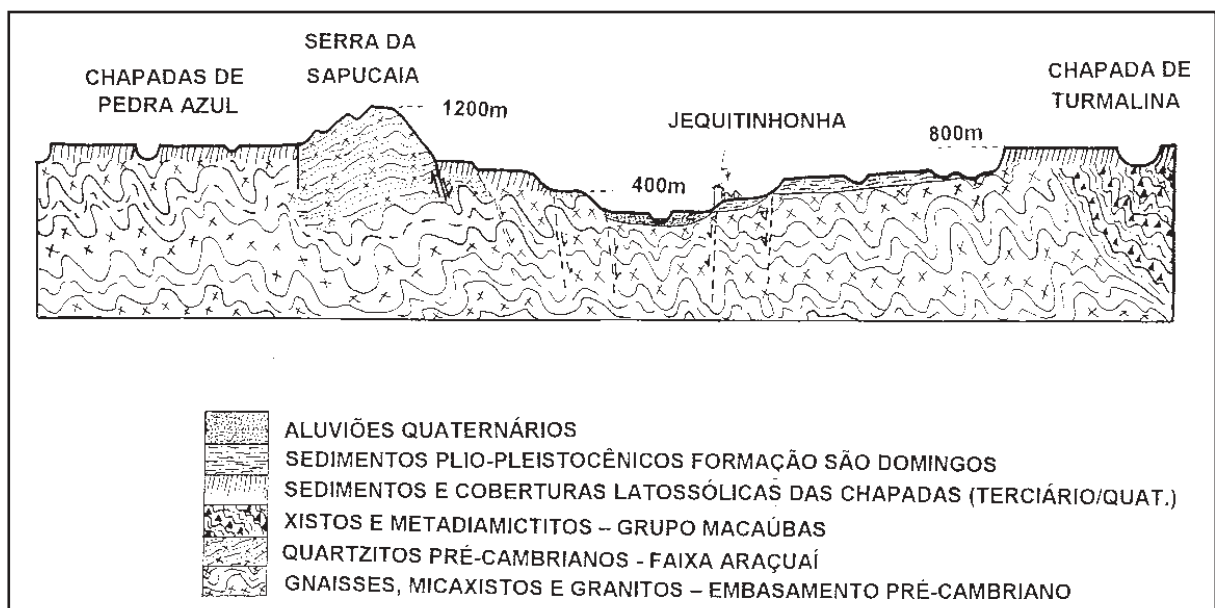 SERRA DA
SAPUCAIA
CHAPADAS DE
PEDRA AZUL
1200m
JEQUITINHONHA
800m
CHAPADA DE
TURMALINA
400m
ALUVIÕES QUATERNÁRIOS
SEDIMENTOS PLIO-PLEISTOCÊNICOS FORMAÇÃO SÃO DOMINGOS
SEDIMENTOS E COBERTURAS LATOSSÓLICAS DAS CHAPADAS (TERCIÁRIO/QUAT.)
XISTOS E METADIAMICTITOS – GRUPO MACAÚBAS
QUARTZITOS PRÉ-CAMBRIANOS - FAIXA ARAÇUAÍ
GNAISSES, MICAXISTOS E GRANITOS – EMBASAMENTO PRÉ-CAMBRIANO